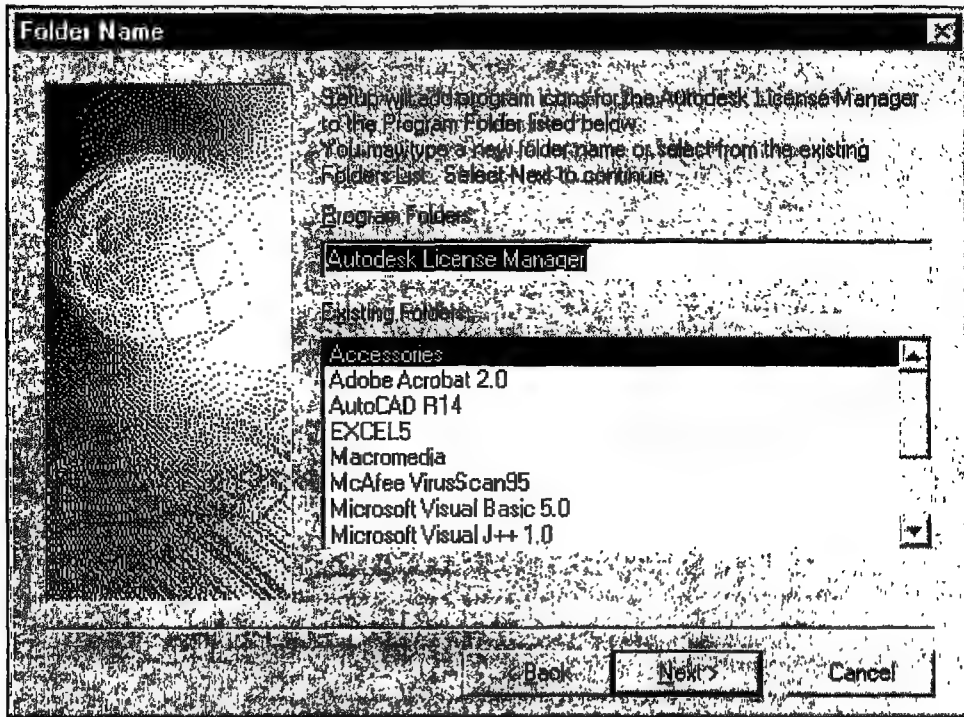 Folder Name
Setup will add program icons for the Autodesk License Manager
to the Program Folder listed below.
You may type a new folder name or select from the existing
Folders List. Select Next to continue.
Program Folders:
Autodesk License Manager
Existing Folders:
Accessories
Adobe Acrobat 2.0
AutoCAD R14
EXCEL5
Macromedia
McAfee VirusScan95
Microsoft Visual Basic 5.0
Microsoft Visual J++ 1.0
< Back
Next >
Cancel